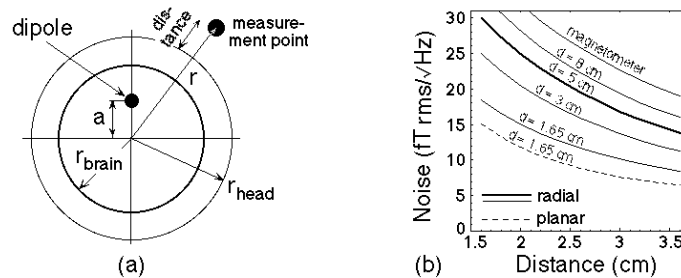 dipole
dis-
tance
measure-
ment point
r
a
r brain
r head
(a)
Noise (fT rms/√Hz)
30
25
20
15
10
5
0
magnetometer
d = 8 cm
d = 5 cm
d = 3 cm
d = 1.65 cm
d = 1.65 cm
radial
planar
1.5 2 2.5 3 3.5
(b) Distance (cm)